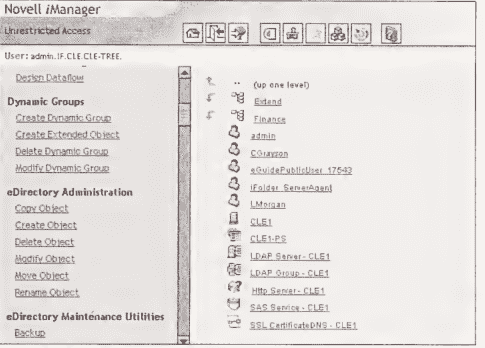 Novell iManager
Unrestricted Access
User: admin.IF.CLE.CLE-TREE.
Design Dataflow
Dynamic Groups
Create Dynamic Group
Create Extended Object
Delete Dynamic Group
Modify Dynamic Group
eDirectory Administration
Copy Object
Create Object
Delete Object
Modify Object
Move Object
Rename Object
eDirectory Maintenance Utilities
Backup
.. (up one level)
Extend
Finance
admin
CGrayson
eGuidePublicUser_17543
iFolder_ServerAgent
LMorgan
CLE1
CLE1-PS
LDAP Server - CLE1
LDAP Group - CLE1
Http Server - CLE1
SAS Service - CLE1
SSL CertificateDNS - CLE1